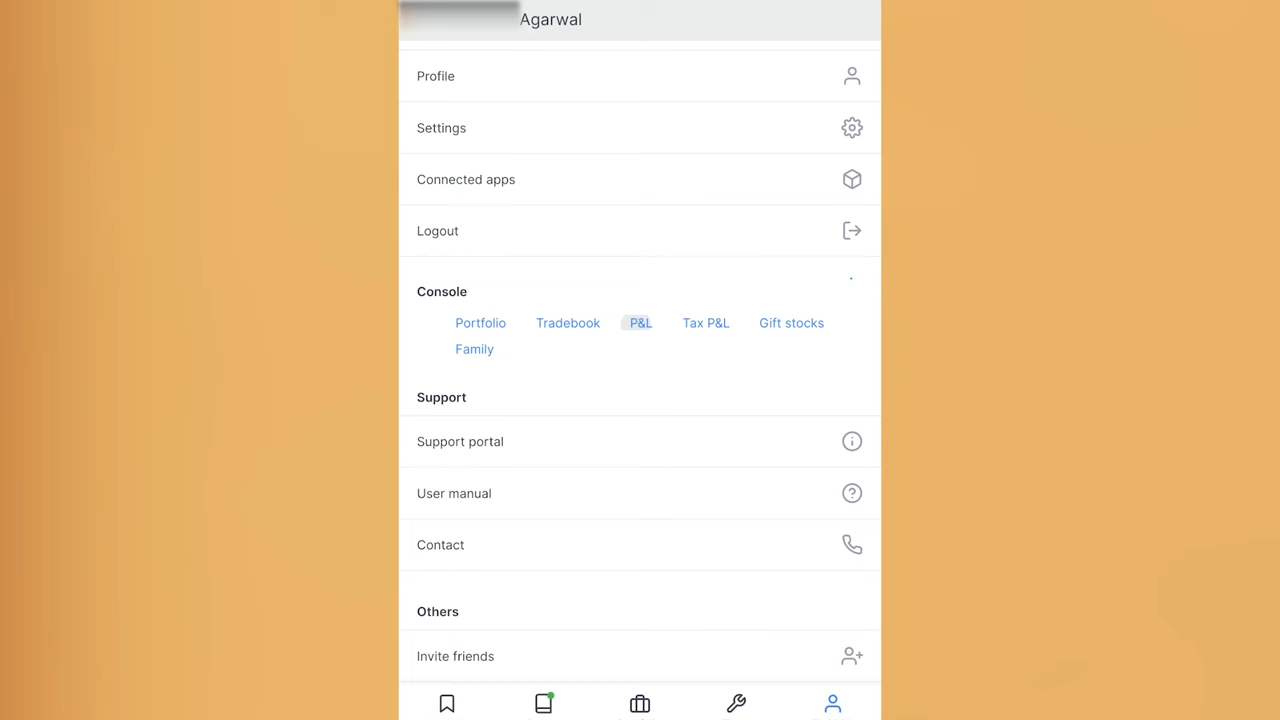 Agarwal
Profile
Settings
Connected apps
Logout
Console
Portfolio Tradebook P&L Tax P&L Gift stocks
Family
Support
Support portal
User manual
Contact
Others
Invite friends